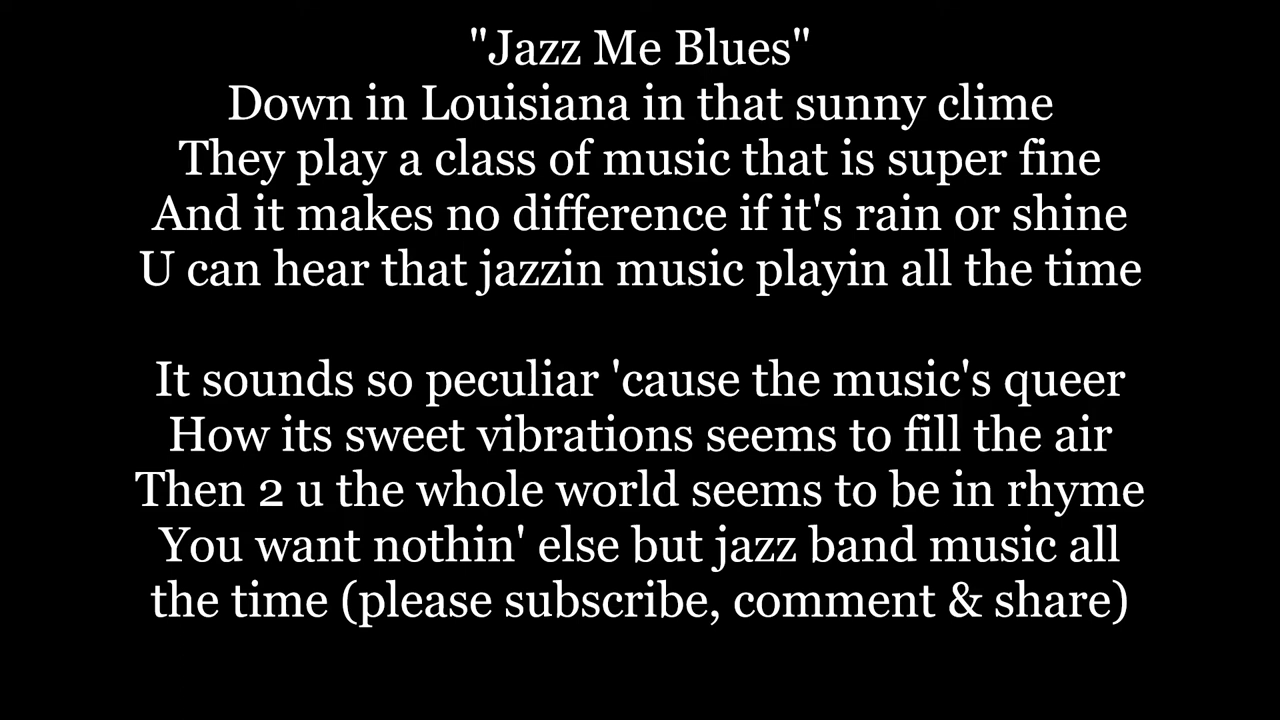 "Jazz Me Blues"
Down in Louisiana in that sunny clime
They play a class of music that is super fine
And it makes no difference if it's rain or shine
U can hear that jazzin music playin all the time
It sounds so peculiar 'cause the music's queer
How its sweet vibrations seems to fill the air
Then 2 u the whole world seems to be in rhyme
You want nothin' else but jazz band music all
the time (please subscribe, comment & share)